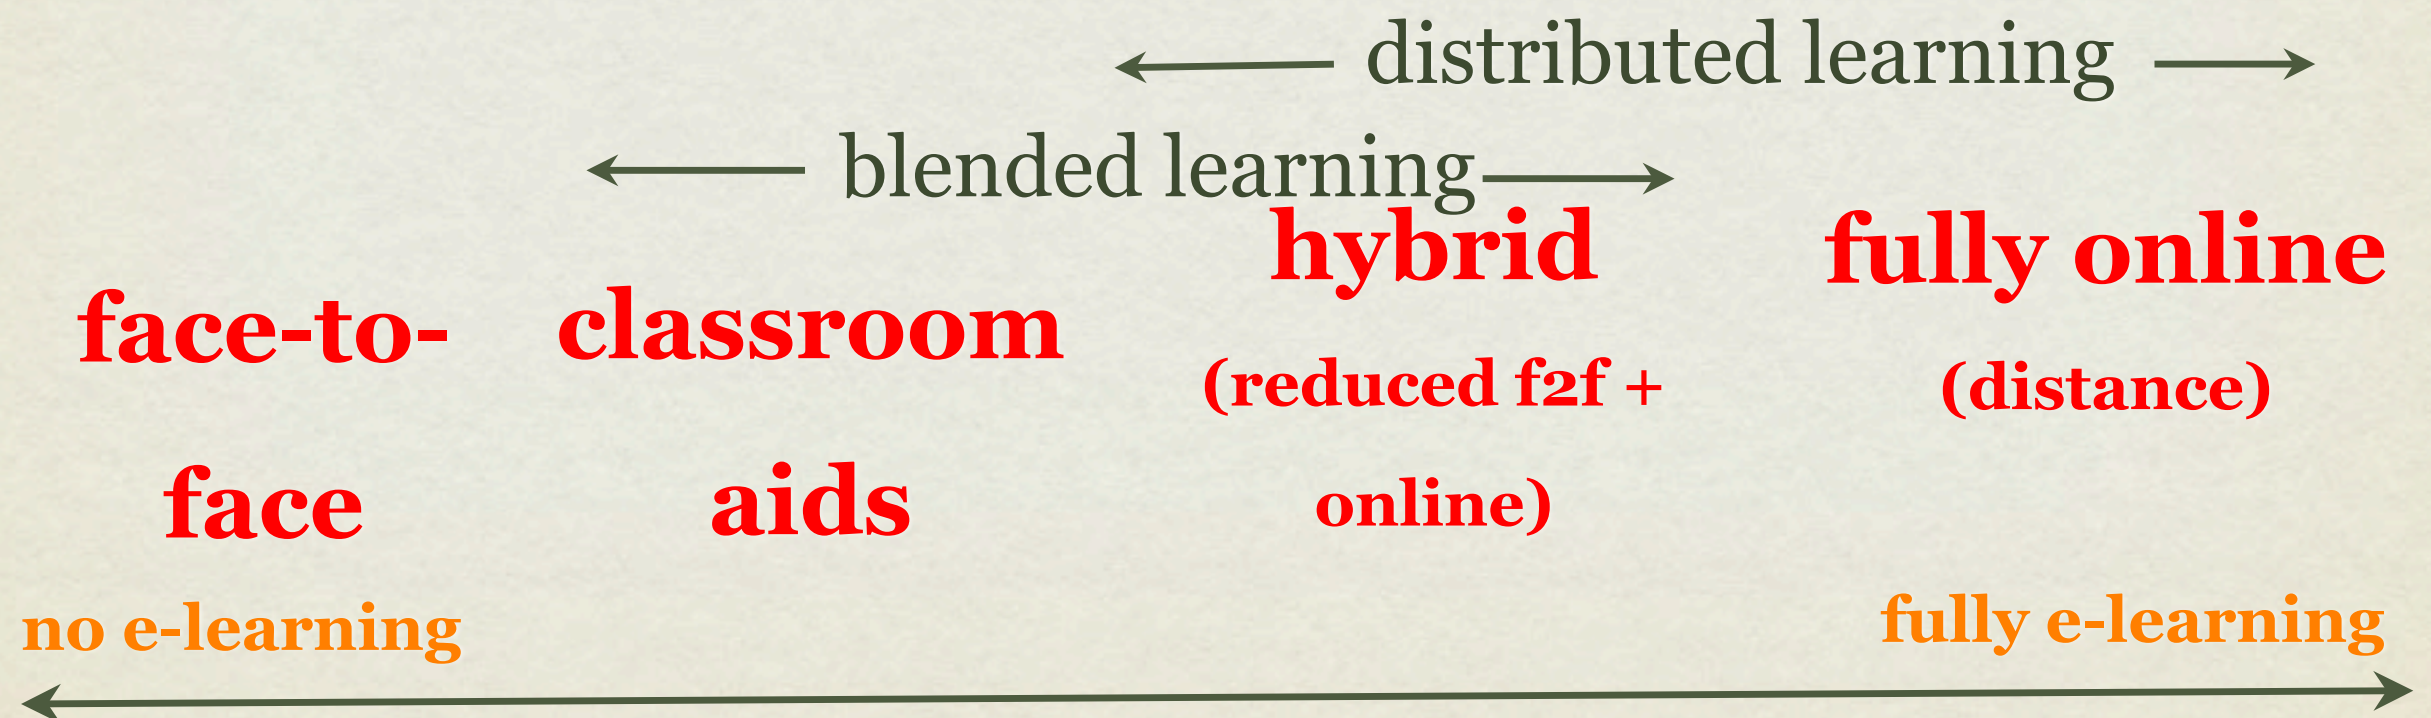 distributed learning
blended learning
face-to-
face
classroom
aids
hybrid
(reduced f2f +
online)
fully online
(distance)
no e-learning
fully e-learning